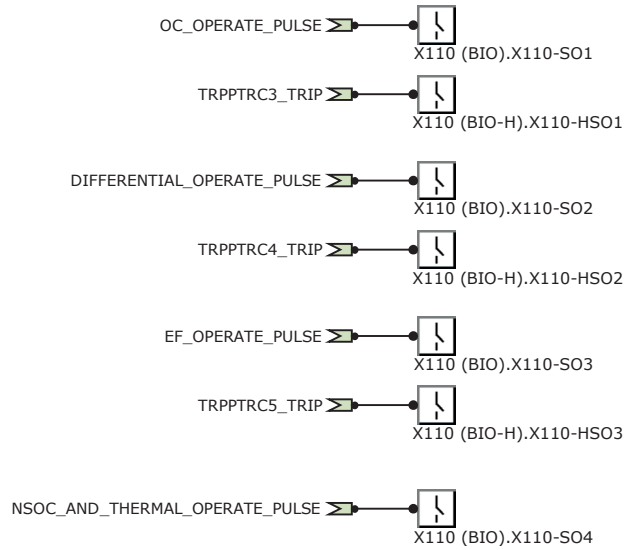 OC_OPERATE_PULSE
X110 (BIO).X110-SO1
TRPPTRC3_TRIP
X110 (BIO-H).X110-HSO1
DIFFERENTIAL_OPERATE_PULSE
X110 (BIO).X110-SO2
TRPPTRC4_TRIP
X110 (BIO-H).X110-HSO2
EF_OPERATE_PULSE
X110 (BIO).X110-SO3
TRPPTRC5_TRIP
X110 (BIO-H).X110-HSO3
NSOC_AND_THERMAL_OPERATE_PULSE
X110 (BIO).X110-SO4